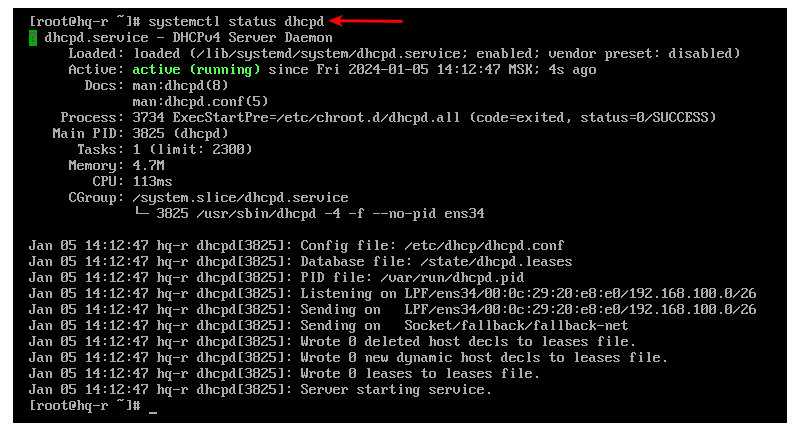 [root@hq-r ~]# systemctl status dhcpd
? dhcpd.service - DHCPv4 Server Daemon
Loaded: loaded (/lib/systemd/system/dhcpd.service; enabled; vendor preset: disabled)
Active: active (running) since Fri 2024-01-05 14:12:47 MSK; 4s ago
Docs: man:dhcpd(8)
man:dhcpd.conf(5)
Process: 3734 ExecStartPre=/etc/chroot.d/dhcpd.all (code=exited, status=0/SUCCESS)
Main PID: 3825 (dhcpd)
Tasks: 1 (limit: 2300)
Memory: 4.7M
CPU: 113ms
CGroup: /system.slice/dhcpd.service
└─ 3825 /usr/sbin/dhcpd -4 -f --no-pid ens34
Jan 05 14:12:47 hq-r dhcpd[3825]: Config file: /etc/dhcp/dhcpd.conf
Jan 05 14:12:47 hq-r dhcpd[3825]: Database file: /state/dhcpd.leases
Jan 05 14:12:47 hq-r dhcpd[3825]: PID file: /var/run/dhcpd.pid
Jan 05 14:12:47 hq-r dhcpd[3825]: Listening on LPF/ens34/00:0c:29:20:e8:e0/192.168.100.0/26
Jan 05 14:12:47 hq-r dhcpd[3825]: Sending on   LPF/ens34/00:0c:29:20:e8:e0/192.168.100.0/26
Jan 05 14:12:47 hq-r dhcpd[3825]: Sending on   Socket/fallback/fallback-net
Jan 05 14:12:47 hq-r dhcpd[3825]: Wrote 0 deleted host decls to leases file.
Jan 05 14:12:47 hq-r dhcpd[3825]: Wrote 0 new dynamic host decls to leases file.
Jan 05 14:12:47 hq-r dhcpd[3825]: Wrote 0 leases to leases file.
Jan 05 14:12:47 hq-r dhcpd[3825]: Server starting service.
[root@hq-r ~]# _